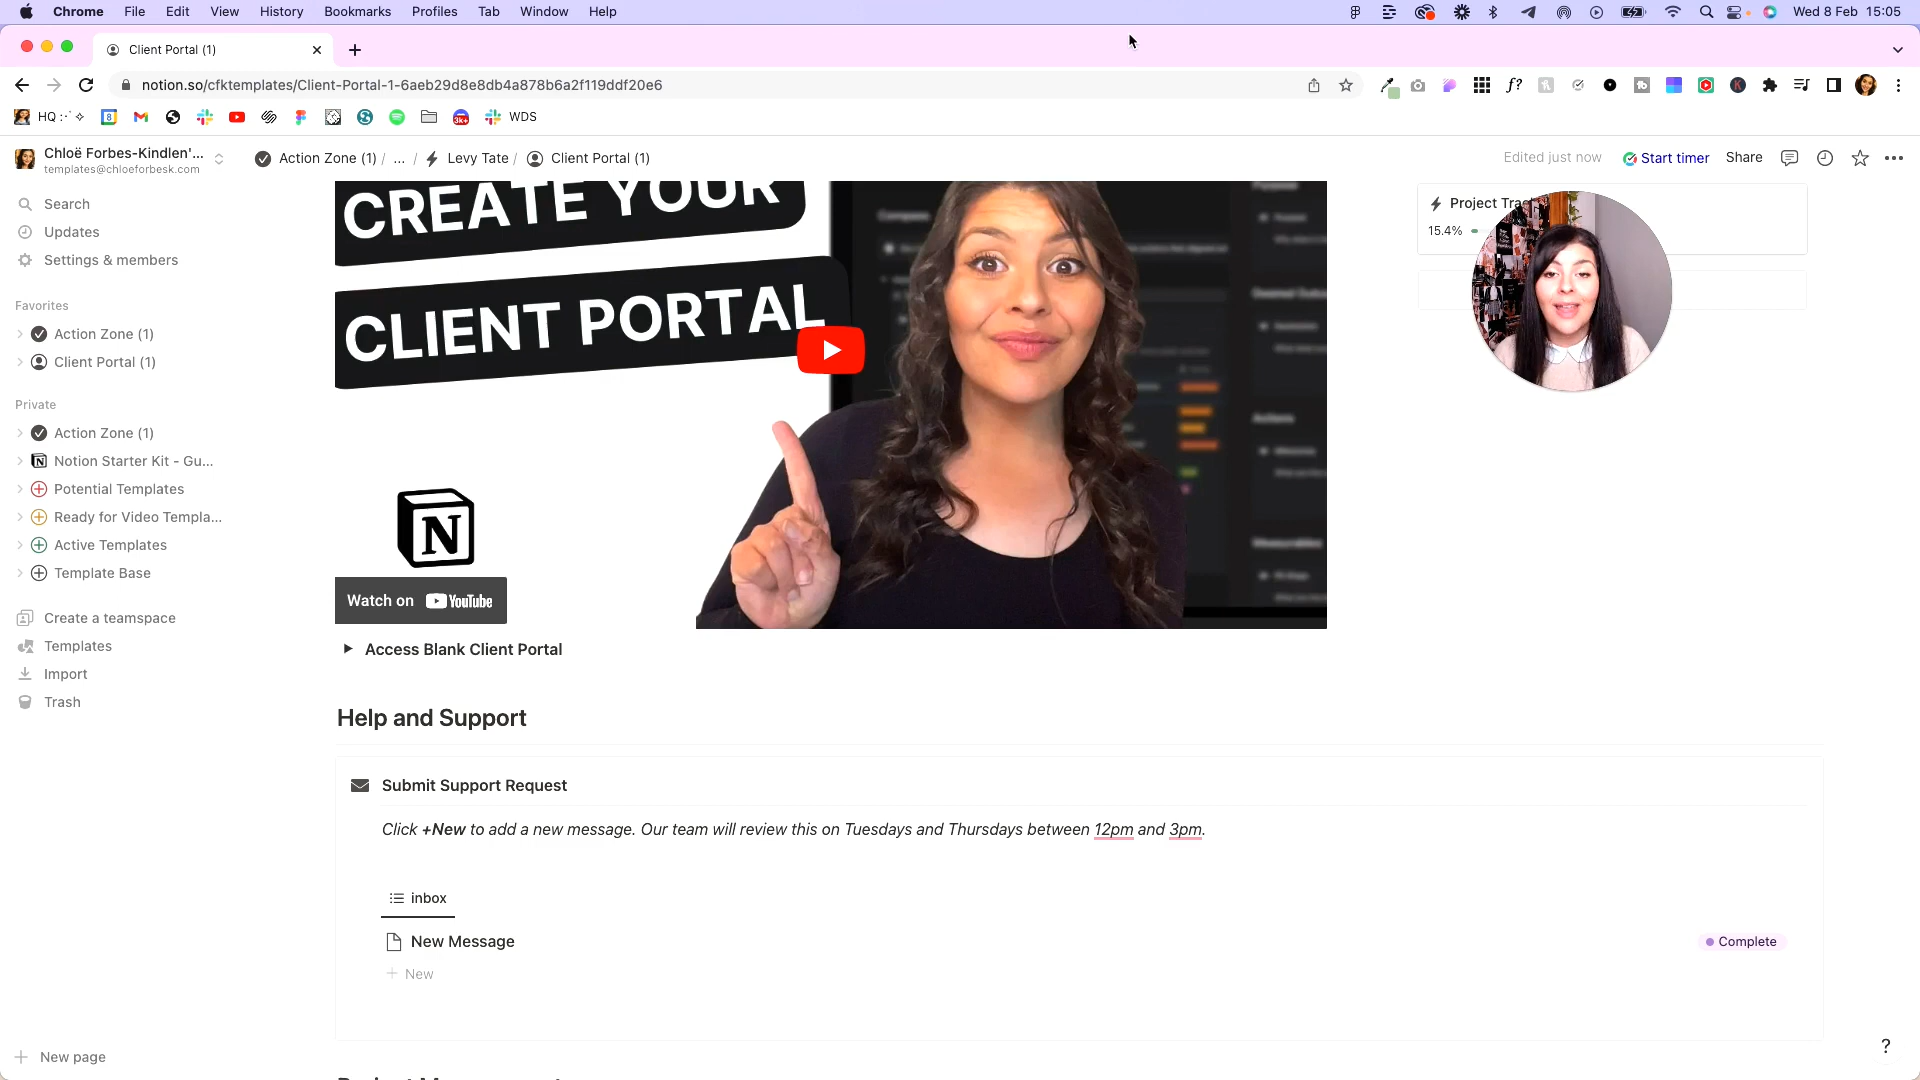 Chrome File Edit View History Bookmarks Profiles Tab Window Help Wed 8 Feb 15:05
Client Portal (1)
notion.so/cfktemplates/Client-Portal-1-6aeb29d8e8db4a878b6a2f119ddf20e6
HQ :·˙✧ WDS
Chloë Forbes-Kindlen'...
templates@chloeforbesk.com
Action Zone (1) / ... / Levy Tate / Client Portal (1)
Edited just now Start timer Share
Search
Updates
Settings & members
Favorites
Action Zone (1)
Client Portal (1)
Private
Action Zone (1)
Notion Starter Kit - Gu...
Potential Templates
Ready for Video Templa...
Active Templates
Template Base
Create a teamspace
Templates
Import
Trash
New page
CREATE YOUR
CLIENT PORTAL
N
Watch on YouTube
Project Trac
15.4%
Access Blank Client Portal
Help and Support
Submit Support Request
Click +New to add a new message. Our team will review this on Tuesdays and Thursdays between 12pm and 3pm.
inbox
New Message Complete
New
?